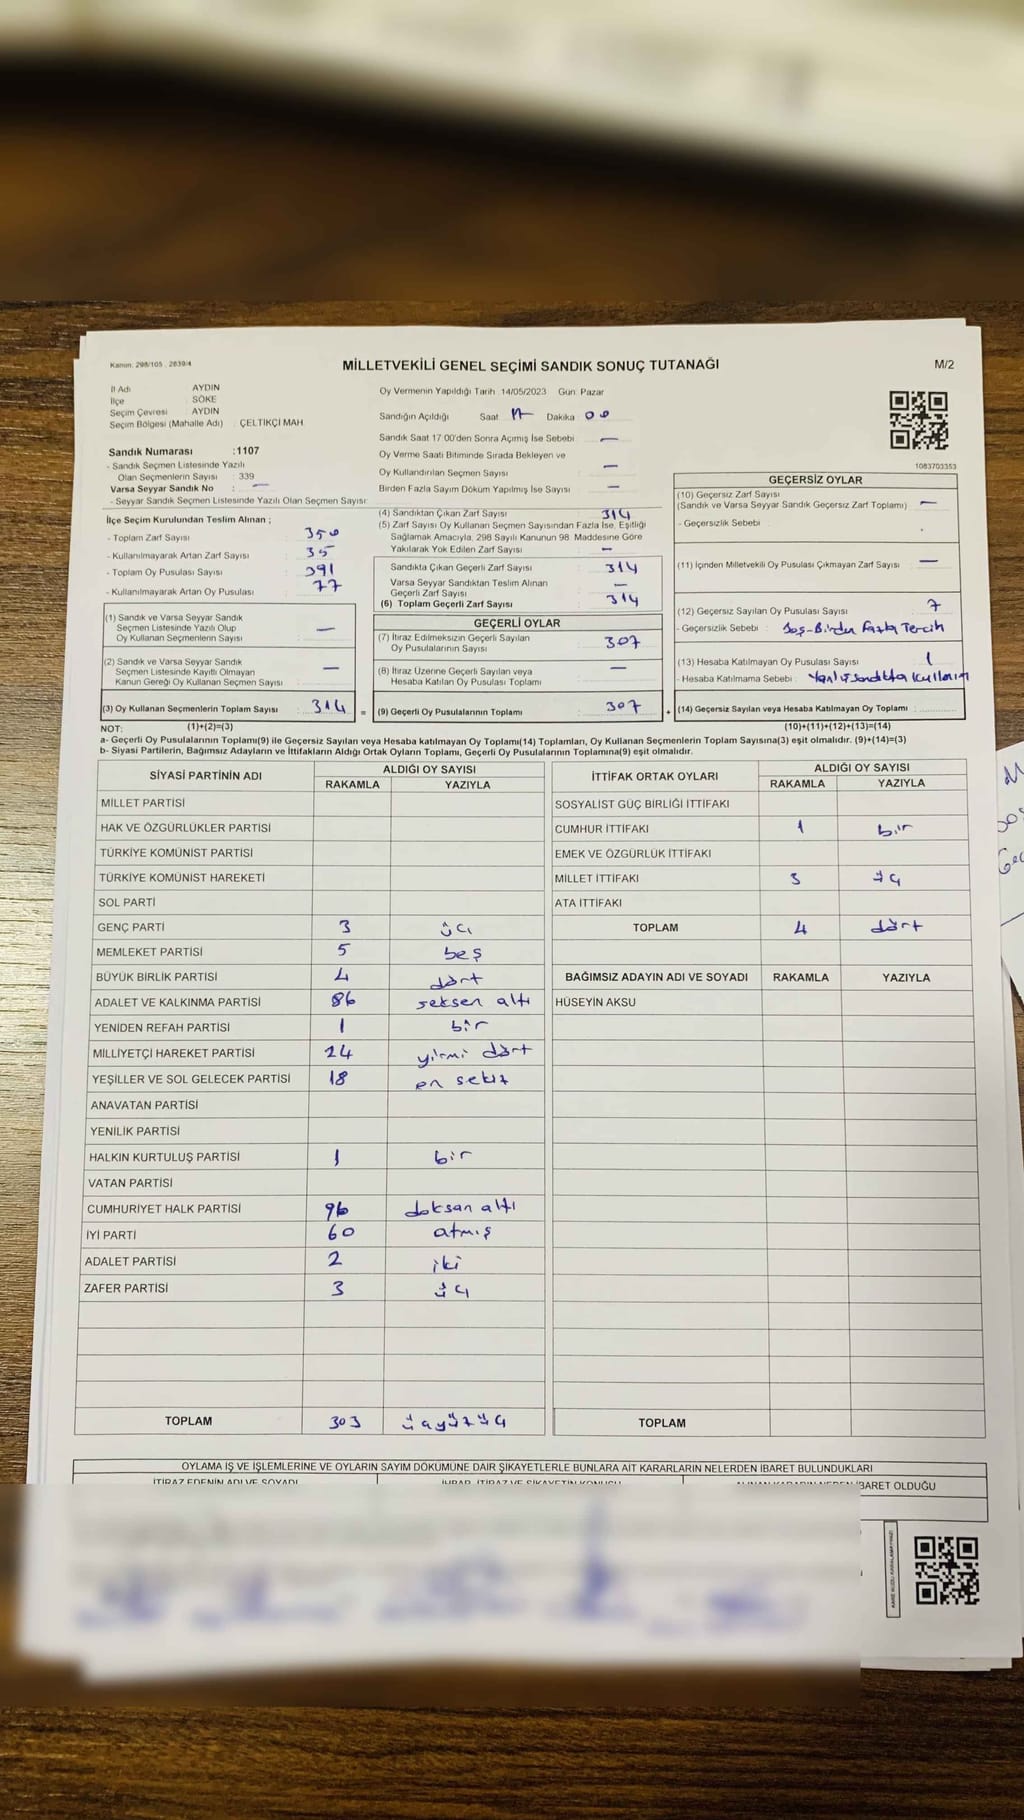 Kanun: 298/105, 2839/4
MİLLETVEKİLİ GENEL SEÇİMİ SANDIK SONUÇ TUTANAĞI
M/2
İl Adı : AYDIN
İlçe : SÖKE
Seçim Çevresi : AYDIN
Seçim Bölgesi (Mahalle Adı) : ÇELTİKÇİ MAH.
Sandık Numarası :1107
- Sandık Seçmen Listesinde Yazılı
Olan Seçmenlerin Sayısı : 339
Varsa Seyyar Sandık No : —
- Seyyar Sandık Seçmen Listesinde Yazılı Olan Seçmen Sayısı:
Oy Vermenin Yapıldığı Tarih: 14/05/2023 Gün: Pazar
Sandığın Açıldığı Saat 17 Dakika 00
Sandık Saat 17:00'den Sonra Açılmış İse Sebebi : —
Oy Verme Saati Bitiminde Sırada Bekleyen ve
Oy Kullandırılan Seçmen Sayısı : —
Birden Fazla Sayım Döküm Yapılmış İse Sayısı : —
1083703353
İlçe Seçim Kurulundan Teslim Alınan ;
- Toplam Zarf Sayısı : 350
- Kullanılmayarak Artan Zarf Sayısı : 35
- Toplam Oy Pusulası Sayısı : 391
- Kullanılmayarak Artan Oy Pusulası : 77
(1) Sandık ve Varsa Seyyar Sandık
Seçmen Listesinde Yazılı Olup
Oy Kullanan Seçmenlerin Sayısı : —
(2) Sandık ve Varsa Seyyar Sandık
Seçmen Listesinde Kayıtlı Olmayan
Kanun Gereği Oy Kullanan Seçmen Sayısı : —
(3) Oy Kullanan Seçmenlerin Toplam Sayısı : 314 =
(4) Sandıktan Çıkan Zarf Sayısı : 314
(5) Zarf Sayısı Oy Kullanan Seçmen Sayısından Fazla İse, Eşitliği
Sağlamak Amacıyla, 298 Sayılı Kanunun 98. Maddesine Göre
Yakılarak Yok Edilen Zarf Sayısı : —
Sandıkta Çıkan Geçerli Zarf Sayısı : 314
Varsa Seyyar Sandıktan Teslim Alınan
Geçerli Zarf Sayısı : —
(6) Toplam Geçerli Zarf Sayısı : 314
GEÇERLİ OYLAR
(7) İtiraz Edilmeksizin Geçerli Sayılan
Oy Pusulalarının Sayısı : 307
(8) İtiraz Üzerine Geçerli Sayılan veya
Hesaba Katılan Oy Pusulası Toplamı : —
(9) Geçerli Oy Pusulalarının Toplamı : 307 +
GEÇERSİZ OYLAR
(10) Geçersiz Zarf Sayısı
(Sandık ve Varsa Seyyar Sandık Geçersiz Zarf Toplamı) : —
- Geçersizlik Sebebi :
(11) İçinden Milletvekili Oy Pusulası Çıkmayan Zarf Sayısı : —
(12) Geçersiz Sayılan Oy Pusulası Sayısı : 7
- Geçersizlik Sebebi : Boş-Birden Fazla Tercih
(13) Hesaba Katılmayan Oy Pusulası Sayısı : 1
- Hesaba Katılmama Sebebi : Yanlış sandıkta kullanım
(14) Geçersiz Sayılan veya Hesaba Katılmayan Oy Toplamı :
NOT: (1)+(2)=(3) (10)+(11)+(12)+(13)=(14)
a- Geçerli Oy Pusulalarının Toplamı(9) ile Geçersiz Sayılan veya Hesaba katılmayan Oy Toplamı(14) Toplamları, Oy Kullanan Seçmenlerin Toplam Sayısına(3) eşit olmalıdır. (9)+(14)=(3)
b- Siyasi Partilerin, Bağımsız Adayların ve İttifakların Aldığı Ortak Oyların Toplamı, Geçerli Oy Pusulalarının Toplamına(9) eşit olmalıdır.
SİYASİ PARTİNİN ADI ALDIĞI OY SAYISI
RAKAMLA YAZIYLA
MİLLET PARTİSİ
HAK VE ÖZGÜRLÜKLER PARTİSİ
TÜRKİYE KOMÜNİST PARTİSİ
TÜRKİYE KOMÜNİST HAREKETİ
SOL PARTİ
GENÇ PARTİ 3 üç
MEMLEKET PARTİSİ 5 beş
BÜYÜK BİRLİK PARTİSİ 4 dört
ADALET VE KALKINMA PARTİSİ 86 seksen altı
YENİDEN REFAH PARTİSİ 1 bir
MİLLİYETÇİ HAREKET PARTİSİ 24 yirmi dört
YEŞİLLER VE SOL GELECEK PARTİSİ 18 on sekiz
ANAVATAN PARTİSİ
YENİLİK PARTİSİ
HALKIN KURTULUŞ PARTİSİ 1 bir
VATAN PARTİSİ
CUMHURİYET HALK PARTİSİ 96 doksan altı
İYİ PARTİ 60 atmış
ADALET PARTİSİ 2 iki
ZAFER PARTİSİ 3 üç
TOPLAM 303 üçyüzüç
İTTİFAK ORTAK OYLARI ALDIĞI OY SAYISI
RAKAMLA YAZIYLA
SOSYALİST GÜÇ BİRLİĞİ İTTİFAKI
CUMHUR İTTİFAKI 1 bir
EMEK VE ÖZGÜRLÜK İTTİFAKI
MİLLET İTTİFAKI 3 üç
ATA İTTİFAKI
TOPLAM 4 dört
BAĞIMSIZ ADAYIN ADI VE SOYADI RAKAMLA YAZIYLA
HÜSEYİN AKSU
TOPLAM
OYLAMA İŞ VE İŞLEMLERİNE VE OYLARIN SAYIM DÖKÜMÜNE DAİR ŞİKAYETLERLE BUNLARA AİT KARARLARIN NELERDEN İBARET BULUNDUKLARI
İTİRAZ EDENİN ADI VE SOYADI
İHBAR, İTİRAZ VE ŞİKAYETİN KONUSU
İBARET OLDUĞU